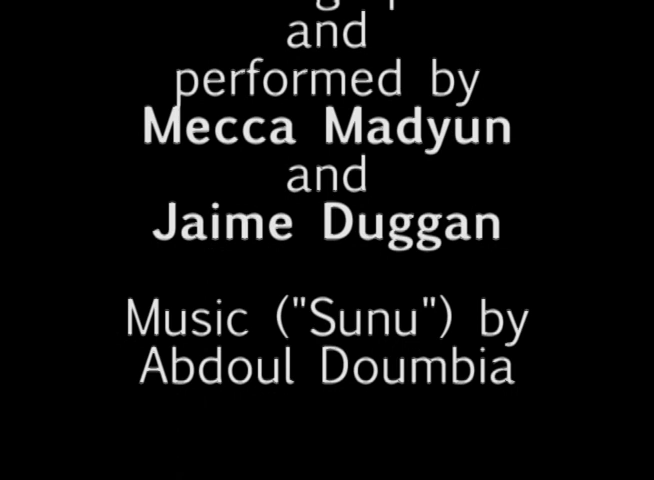 and
performed by
Mecca Madyun
and
Jaime Duggan
Music ("Sunu") by
Abdoul Doumbia